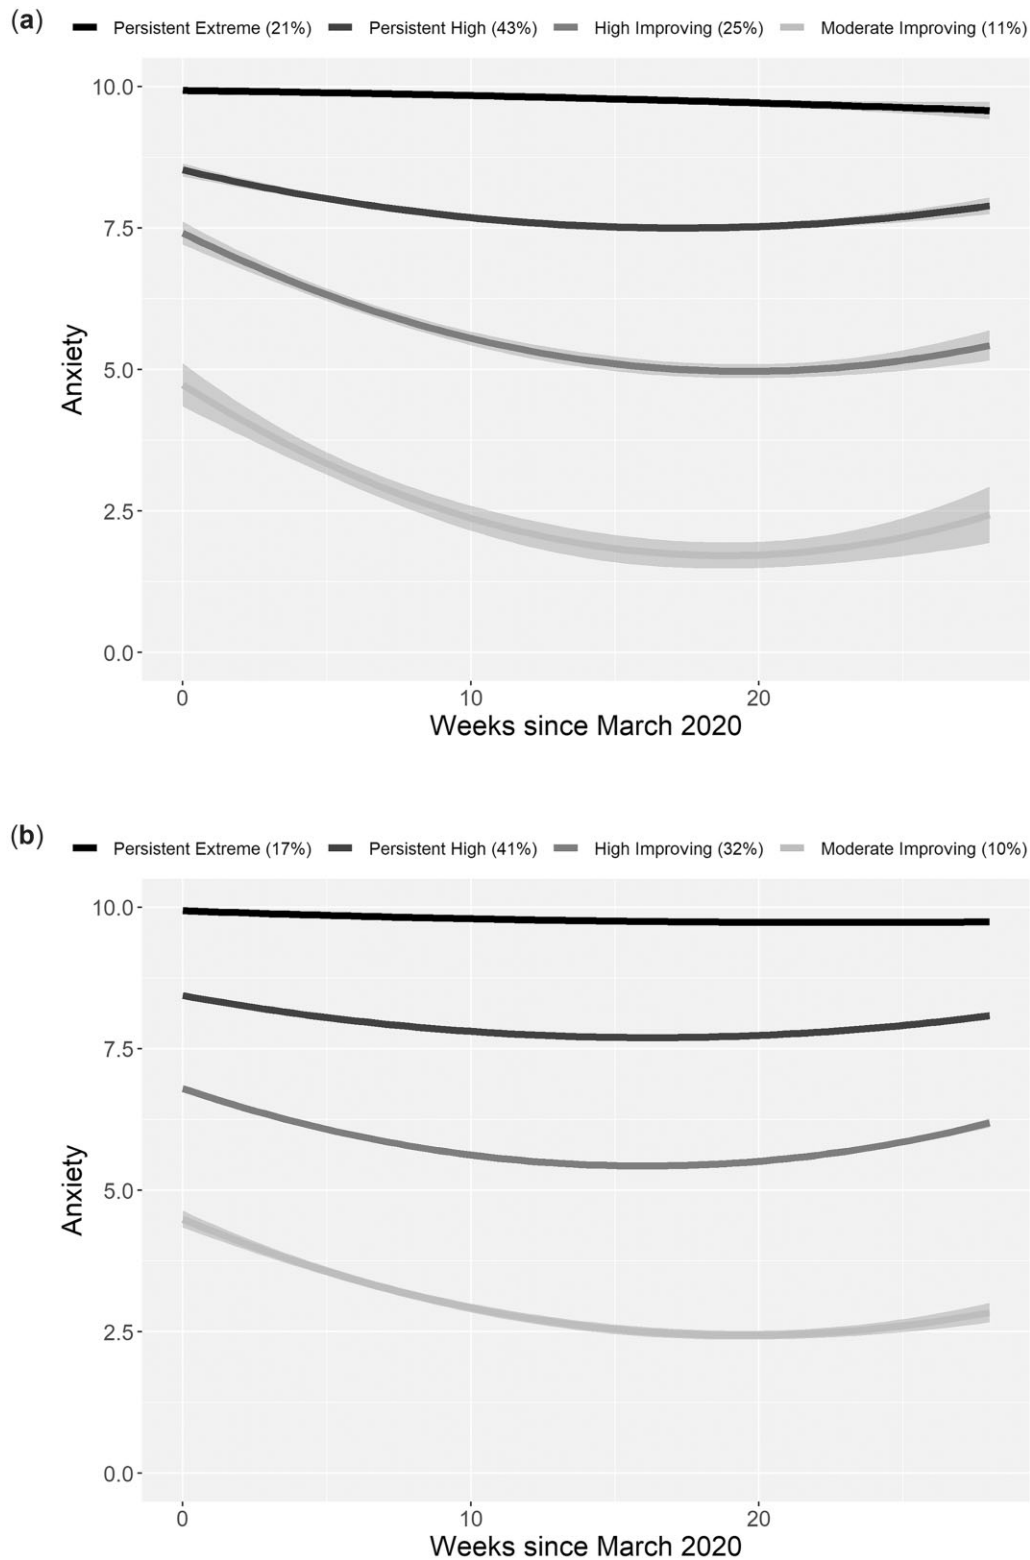 (a) Persistent Extreme (21%) Persistent High (43%) High Improving (25%) Moderate Improving (11%)
10.0
7.5
5.0
2.5
0.0
Anxiety
0 10 20
Weeks since March 2020
(b) Persistent Extreme (17%) Persistent High (41%) High Improving (32%) Moderate Improving (10%)
10.0
7.5
5.0
2.5
0.0
Anxiety
0 10 20
Weeks since March 2020